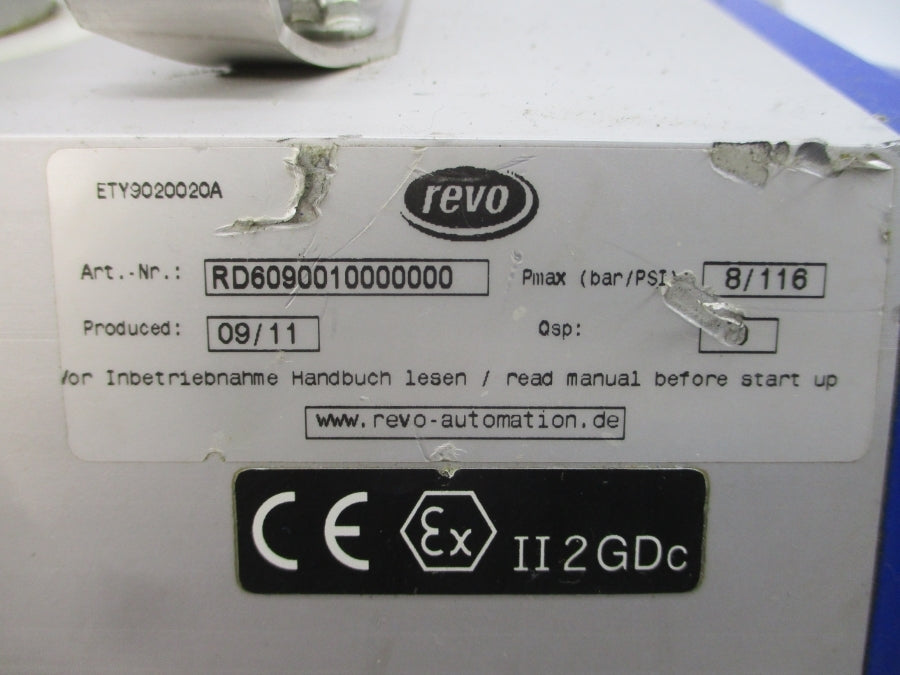 ETY9020020A
revo
Art.-Nr.: RD6090010000000 Pmax (bar/PSI): 8/116
Produced: 09/11 Qsp:
Vor Inbetriebnahme Handbuch lesen / read manual before start up
www.revo-automation.de
CE Ex II 2 GDc